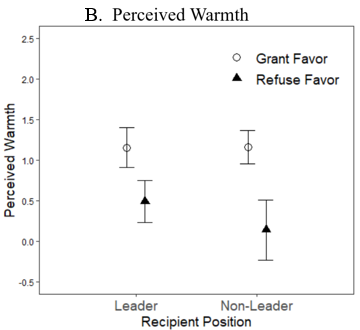 B. Perceived Warmth
2.5
2.0
1.5
1.0
0.5
0.0
-0.5
Perceived Warmth
Grant Favor
Refuse Favor
Leader
Non-Leader
Recipient Position